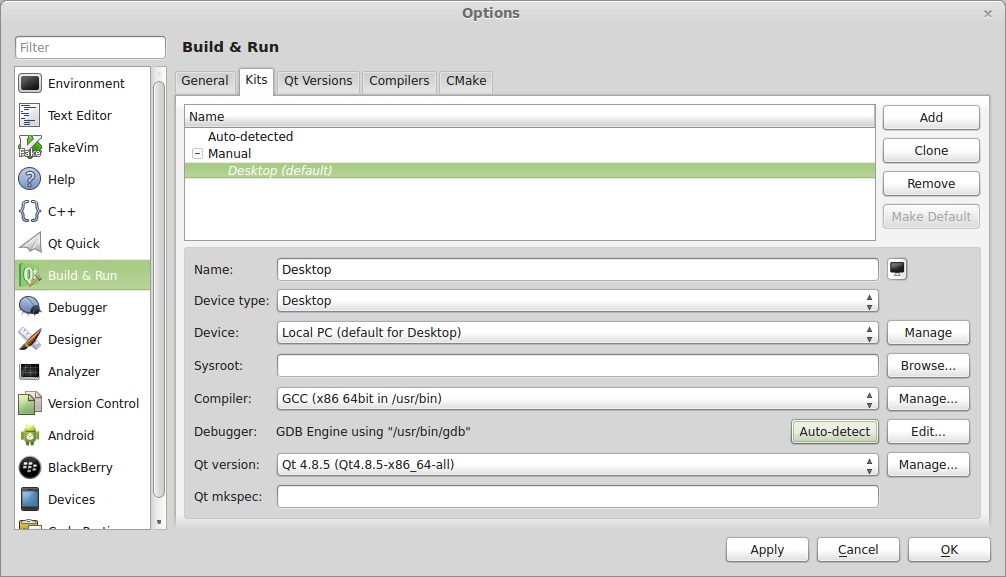 Options
Filter
Environment
Text Editor
FakeVim
Help
C++
Qt Quick
Build & Run
Debugger
Designer
Analyzer
Version Control
Android
BlackBerry
Devices
Build & Run
General Kits Qt Versions Compilers CMake
Name
Auto-detected
Manual
Desktop (default)
Add
Clone
Remove
Make Default
Name: Desktop
Device type: Desktop
Device: Local PC (default for Desktop) Manage
Sysroot: Browse...
Compiler: GCC (x86 64bit in /usr/bin) Manage...
Debugger: GDB Engine using "/usr/bin/gdb" Auto-detect Edit...
Qt version: Qt 4.8.5 (Qt4.8.5-x86_64-all) Manage...
Qt mkspec:
Apply Cancel OK